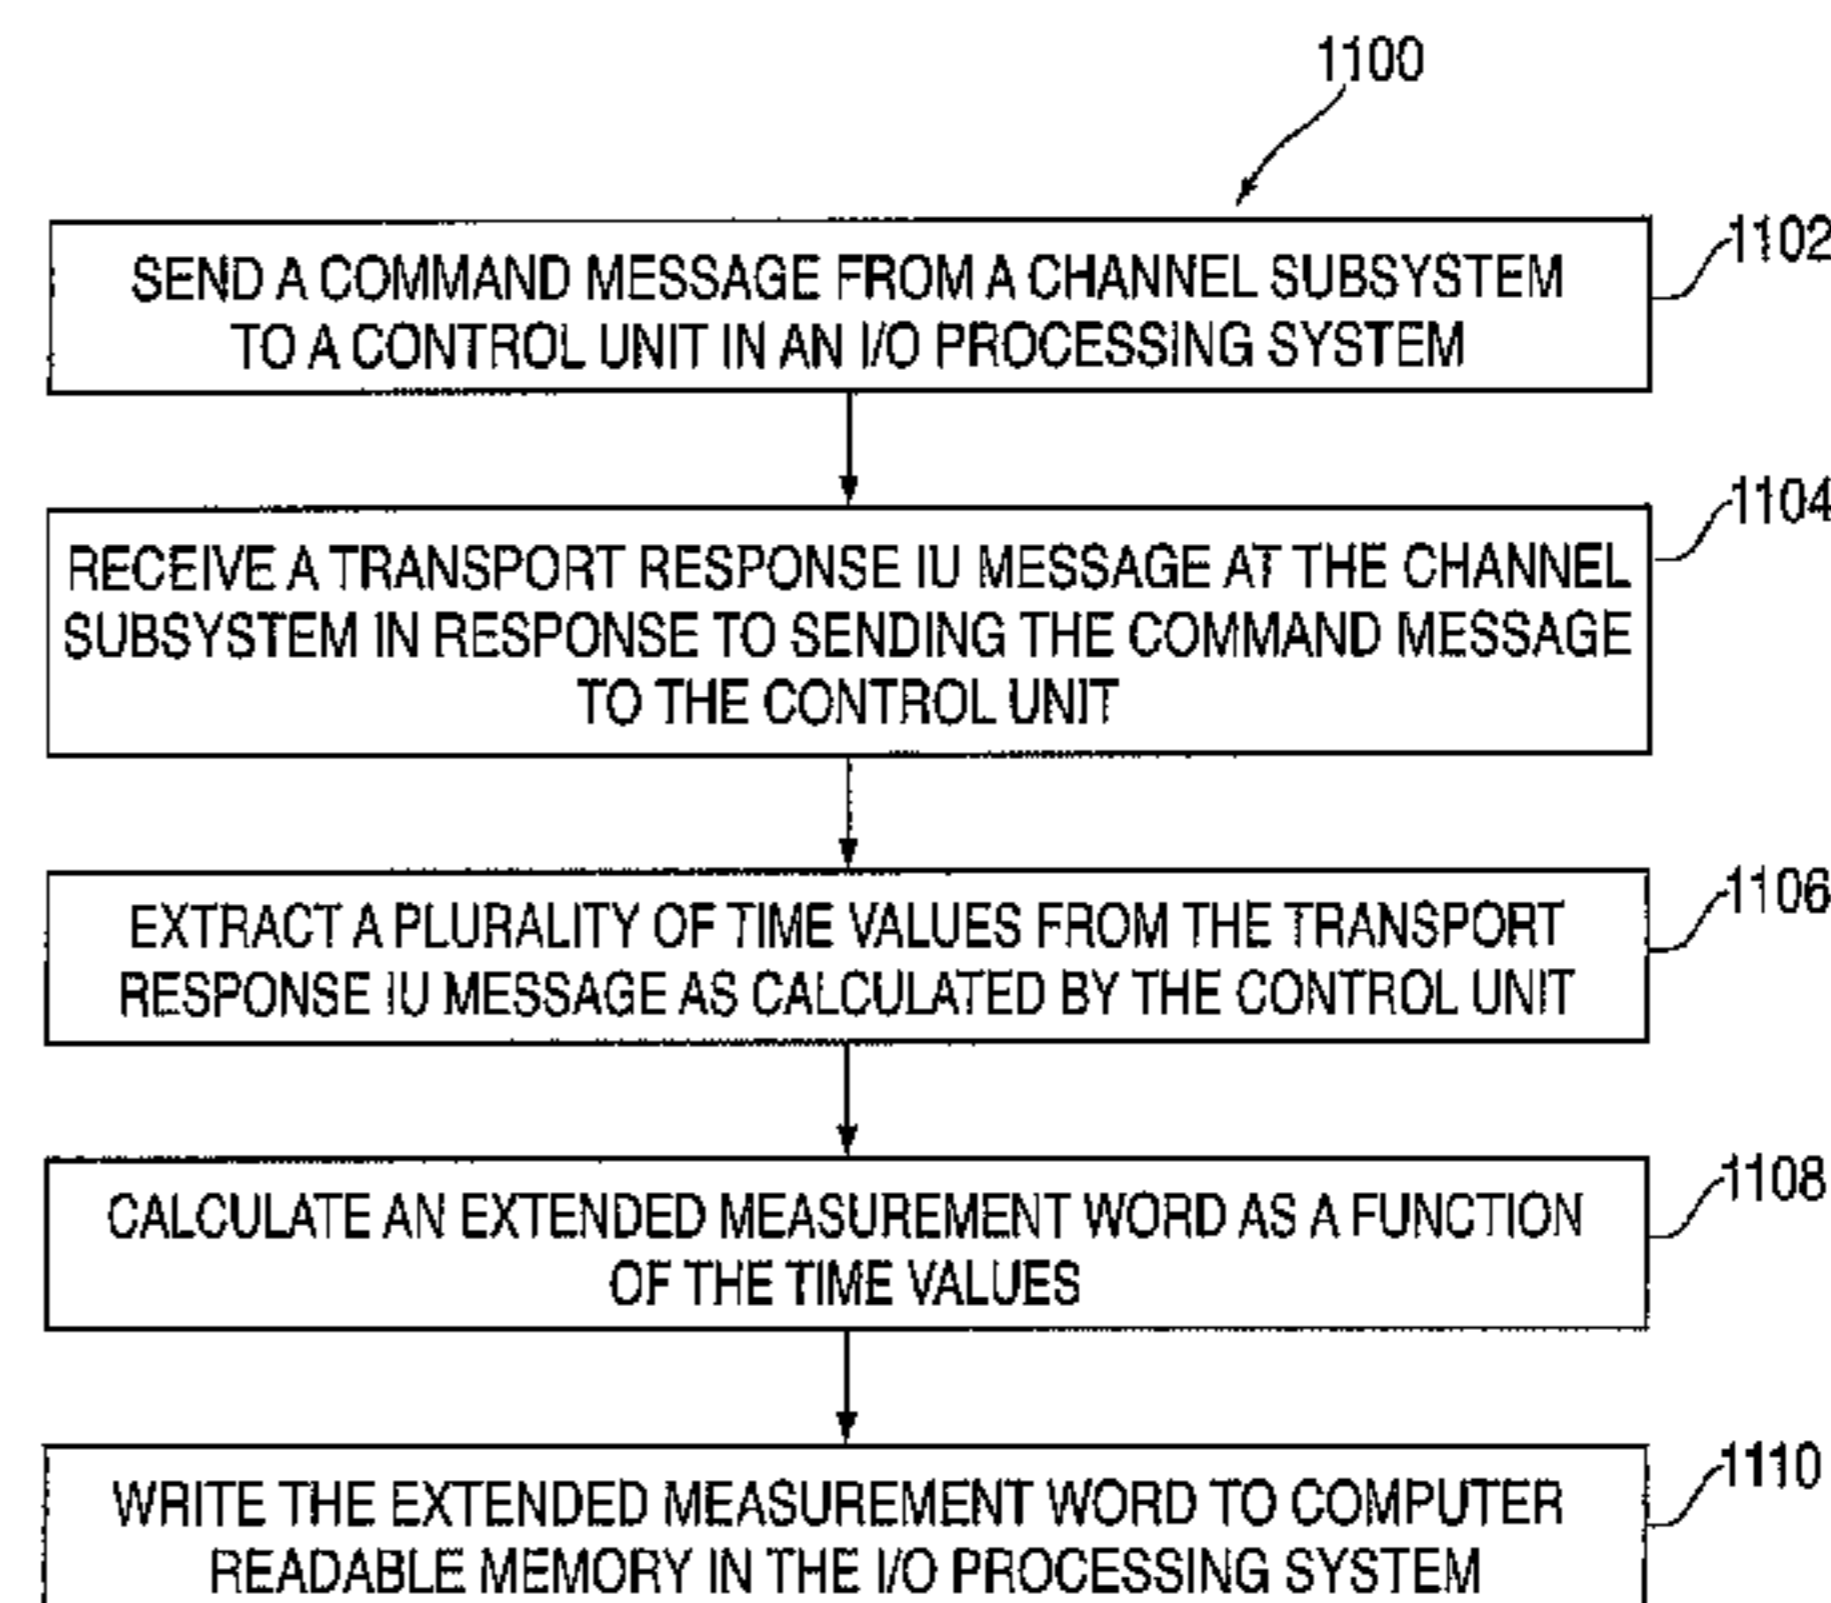 1100
1102
SEND A COMMAND MESSAGE FROM A CHANNEL SUBSYSTEM
TO A CONTROL UNIT IN AN I/O PROCESSING SYSTEM
1104
RECEIVE A TRANSPORT RESPONSE IU MESSAGE AT THE CHANNEL
SUBSYSTEM IN RESPONSE TO SENDING THE COMMAND MESSAGE
TO THE CONTROL UNIT
1106
EXTRACT A PLURALITY OF TIME VALUES FROM THE TRANSPORT
RESPONSE IU MESSAGE AS CALCULATED BY THE CONTROL UNIT
1108
CALCULATE AN EXTENDED MEASUREMENT WORD AS A FUNCTION
OF THE TIME VALUES
1110
WRITE THE EXTENDED MEASUREMENT WORD TO COMPUTER
READABLE MEMORY IN THE I/O PROCESSING SYSTEM